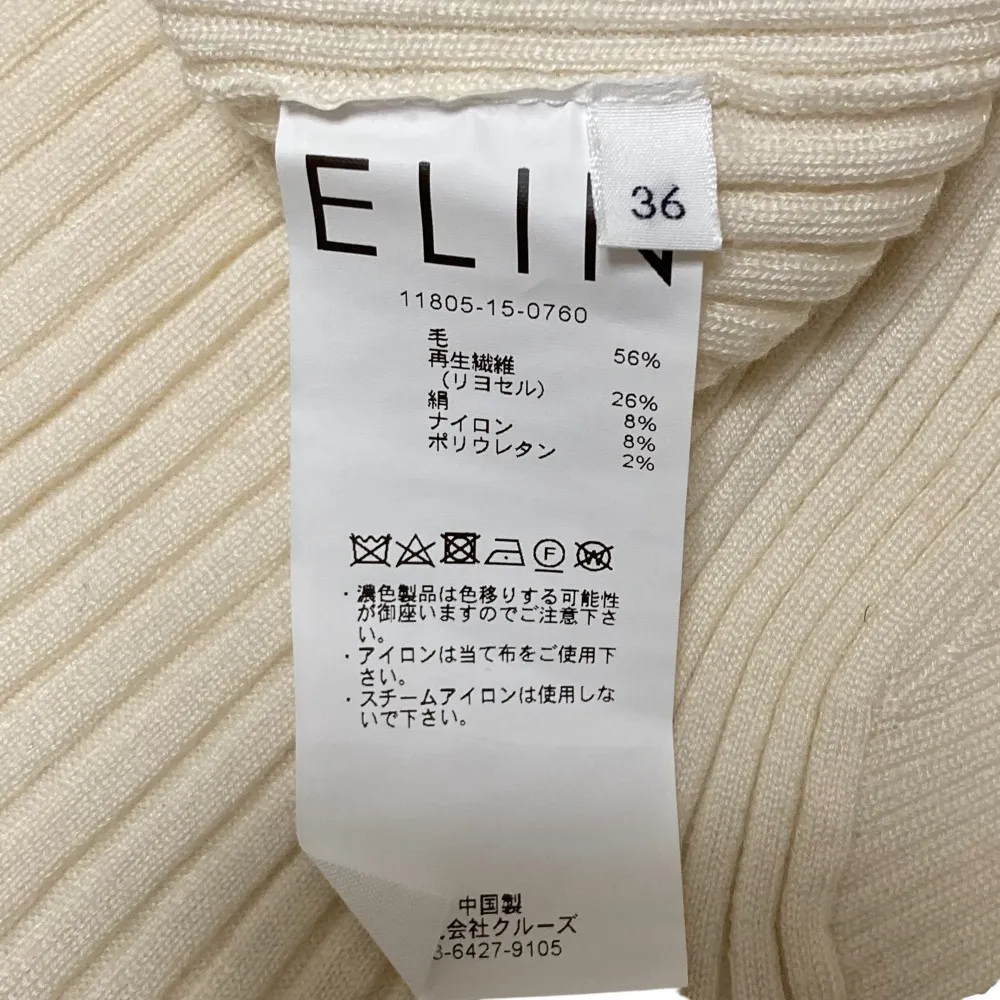 ELIN
36
11805-15-0760
毛 56%
再生繊維
(リヨセル) 26%
絹 8%
ナイロン 8%
ポリウレタン 2%
F
W
・濃色製品は色移りする可能性
が御座いますのでご注意下さ
い。
・アイロンは当て布をご使用下
さい。
・スチームアイロンは使用しな
いで下さい。
中国製
会社クルーズ
3-6427-9105